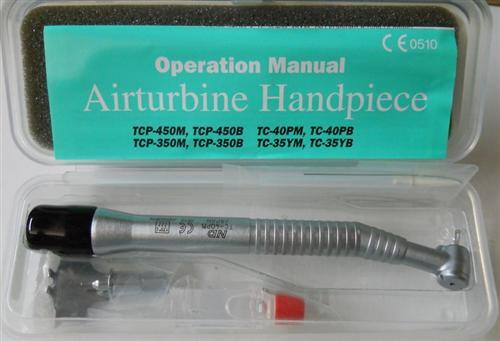 CE 0510
Operation Manual
Airturbine Handpiece
TCP-450M, TCP-450B TC-40PM, TC-40PB
TCP-350M, TCP-350B TC-35YM, TC-35YB
CE